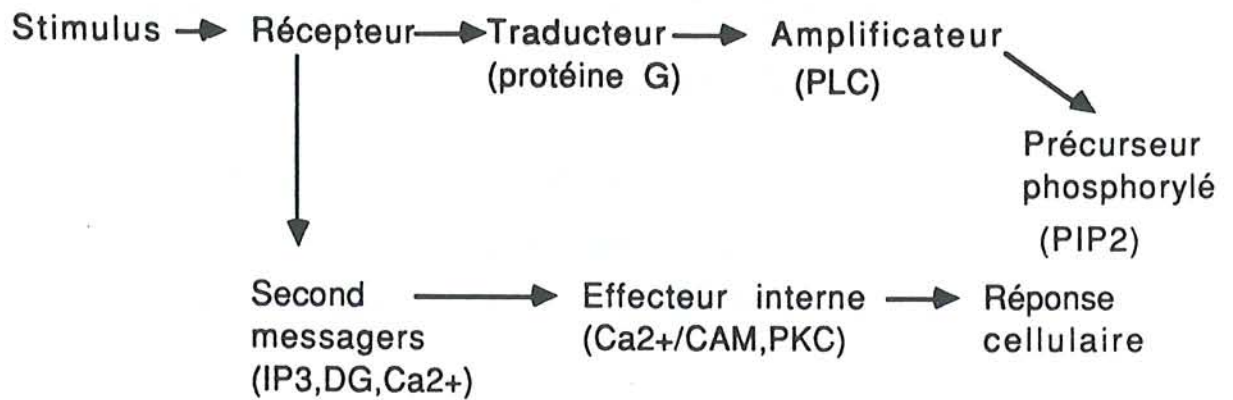 Stimulus Récepteur Traducteur Amplificateur
(protéine G) (PLC)
Précurseur
phosphorylé
(PIP2)
Second Effecteur interne Réponse
messagers (Ca2+/CAM,PKC) cellulaire
(IP3,DG,Ca2+)